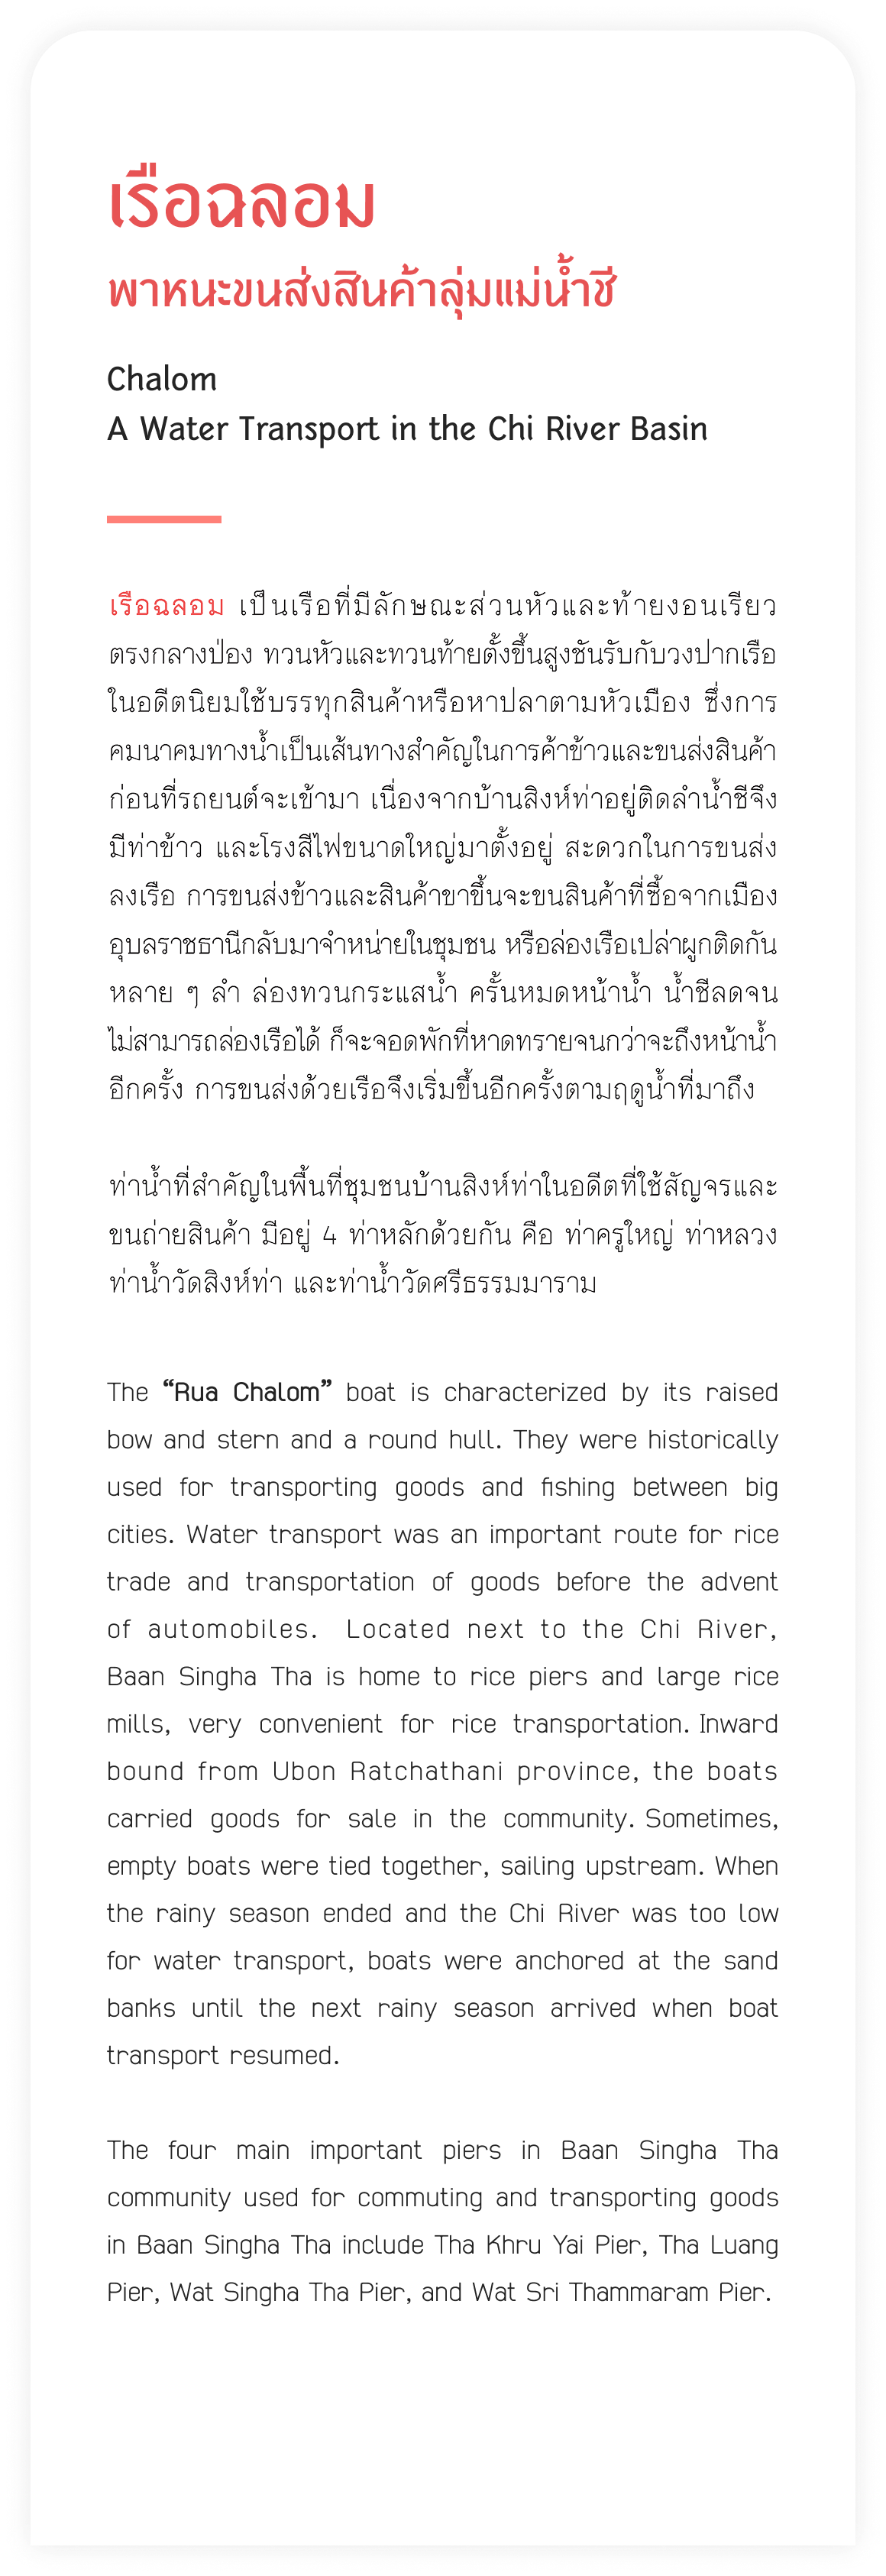 เรือฉลอม
พาหนะขนส่งสินค้าลุ่มแม่น้ำชี
Chalom
A Water Transport in the Chi River Basin
เรือฉลอม เป็นเรือที่มีลักษณะส่วนหัวและท้ายงอนเรียว
ตรงกลางป่อง ทวนหัวและทวนท้ายตั้งขึ้นสูงชันรับกับวงปากเรือ
ในอดีตนิยมใช้บรรทุกสินค้าหรือหาปลาตามหัวเมือง ซึ่งการ
คมนาคมทางน้ำเป็นเส้นทางสำคัญในการค้าข้าวและขนส่งสินค้า
ก่อนที่รถยนต์จะเข้ามา เนื่องจากบ้านสิงห์ท่าอยู่ติดลำน้ำชีจึง
มีท่าข้าว และโรงสีไฟขนาดใหญ่มาตั้งอยู่ สะดวกในการขนส่ง
ลงเรือ การขนส่งข้าวและสินค้าขาขึ้นจะขนสินค้าที่ซื้อจากเมือง
อุบลราชธานีกลับมาจำหน่ายในชุมชน หรือล่องเรือเปล่าผูกติดกัน
หลาย ๆ ลำ ล่องทวนกระแสน้ำ ครั้นหมดหน้าน้ำ น้ำชีลดจน
ไม่สามารถล่องเรือได้ ก็จะจอดพักที่หาดทรายจนกว่าจะถึงหน้าน้ำ
อีกครั้ง การขนส่งด้วยเรือจึงเริ่มขึ้นอีกครั้งตามฤดูน้ำที่มาถึง
ท่าน้ำที่สำคัญในพื้นที่ชุมชนบ้านสิงห์ท่าในอดีตที่ใช้สัญจรและ
ขนถ่ายสินค้า มีอยู่ 4 ท่าหลักด้วยกัน คือ ท่าครูใหญ่ ท่าหลวง
ท่าน้ำวัดสิงห์ท่า และท่าน้ำวัดศรีธรรมมาราม
The “Rua Chalom” boat is characterized by its raised
bow and stern and a round hull. They were historically
used for transporting goods and fishing between big
cities. Water transport was an important route for rice
trade and transportation of goods before the advent
of automobiles. Located next to the Chi River,
Baan Singha Tha is home to rice piers and large rice
mills, very convenient for rice transportation. Inward
bound from Ubon Ratchathani province, the boats
carried goods for sale in the community. Sometimes,
empty boats were tied together, sailing upstream. When
the rainy season ended and the Chi River was too low
for water transport, boats were anchored at the sand
banks until the next rainy season arrived when boat
transport resumed.
The four main important piers in Baan Singha Tha
community used for commuting and transporting goods
in Baan Singha Tha include Tha Khru Yai Pier, Tha Luang
Pier, Wat Singha Tha Pier, and Wat Sri Thammaram Pier.